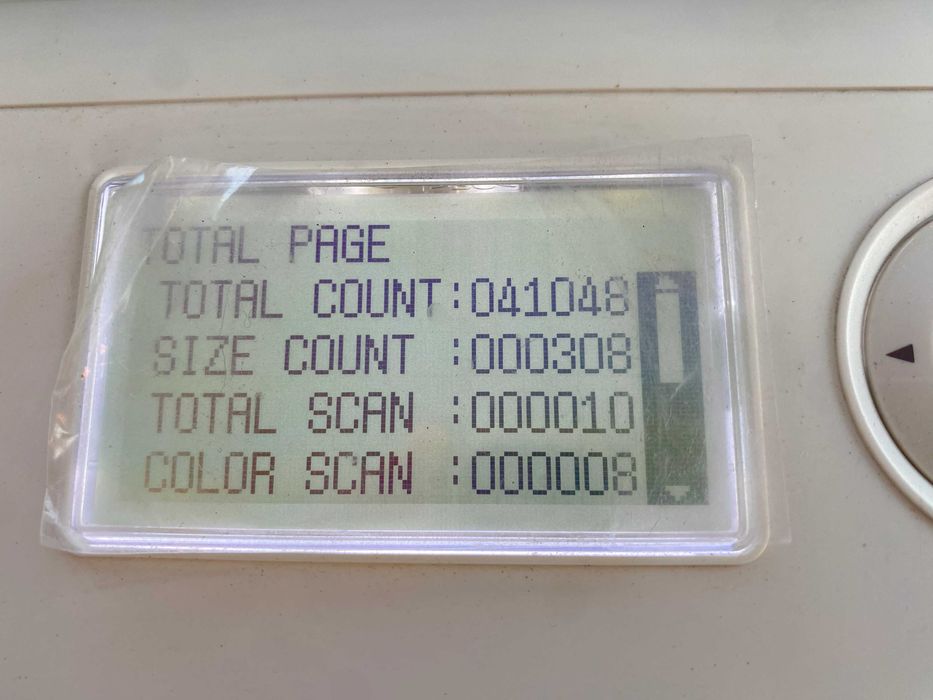 TOTAL PAGE
TOTAL COUNT:041048
SIZE COUNT :000308
TOTAL SCAN :000010
COLOR SCAN :000008